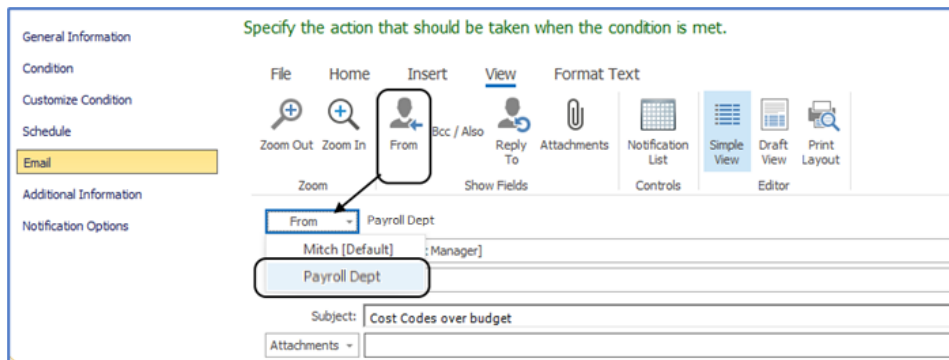 General Information
Condition
Customize Condition
Schedule
Email
Additional Information
Notification Options
Specify the action that should be taken when the condition is met.
File Home Insert View Format Text
Zoom Out Zoom In From Bcc / Also Reply To Attachments Notification List Simple View Draft View Print Layout
Zoom Show Fields Controls Editor
From Payroll Dept
Mitch [Default] Manager]
Payroll Dept
Subject: Cost Codes over budget
Attachments